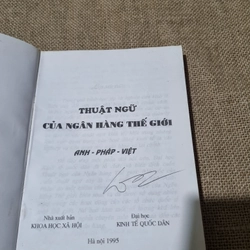 THUẬT NGỮ
CỦA NGÂN HÀNG THẾ GIỚI
ANH - PHÁP - VIỆT
Nhà xuất bản
KHOA HỌC XÃ HỘI
Đại học
KINH TẾ QUỐC DÂN
Hà nội 1995